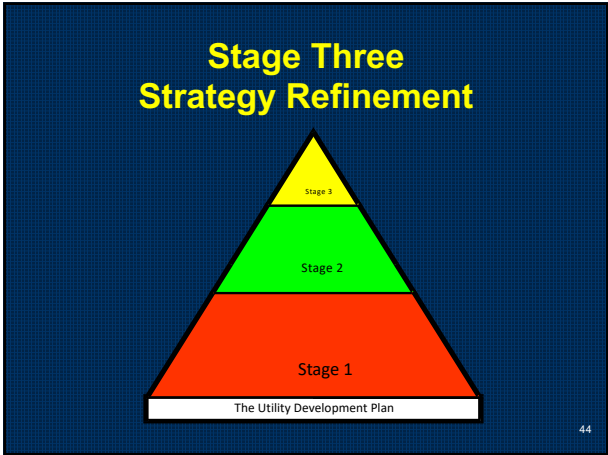 Stage Three
Strategy Refinement
Stage 3
Stage 2
Stage 1
The Utility Development Plan
44